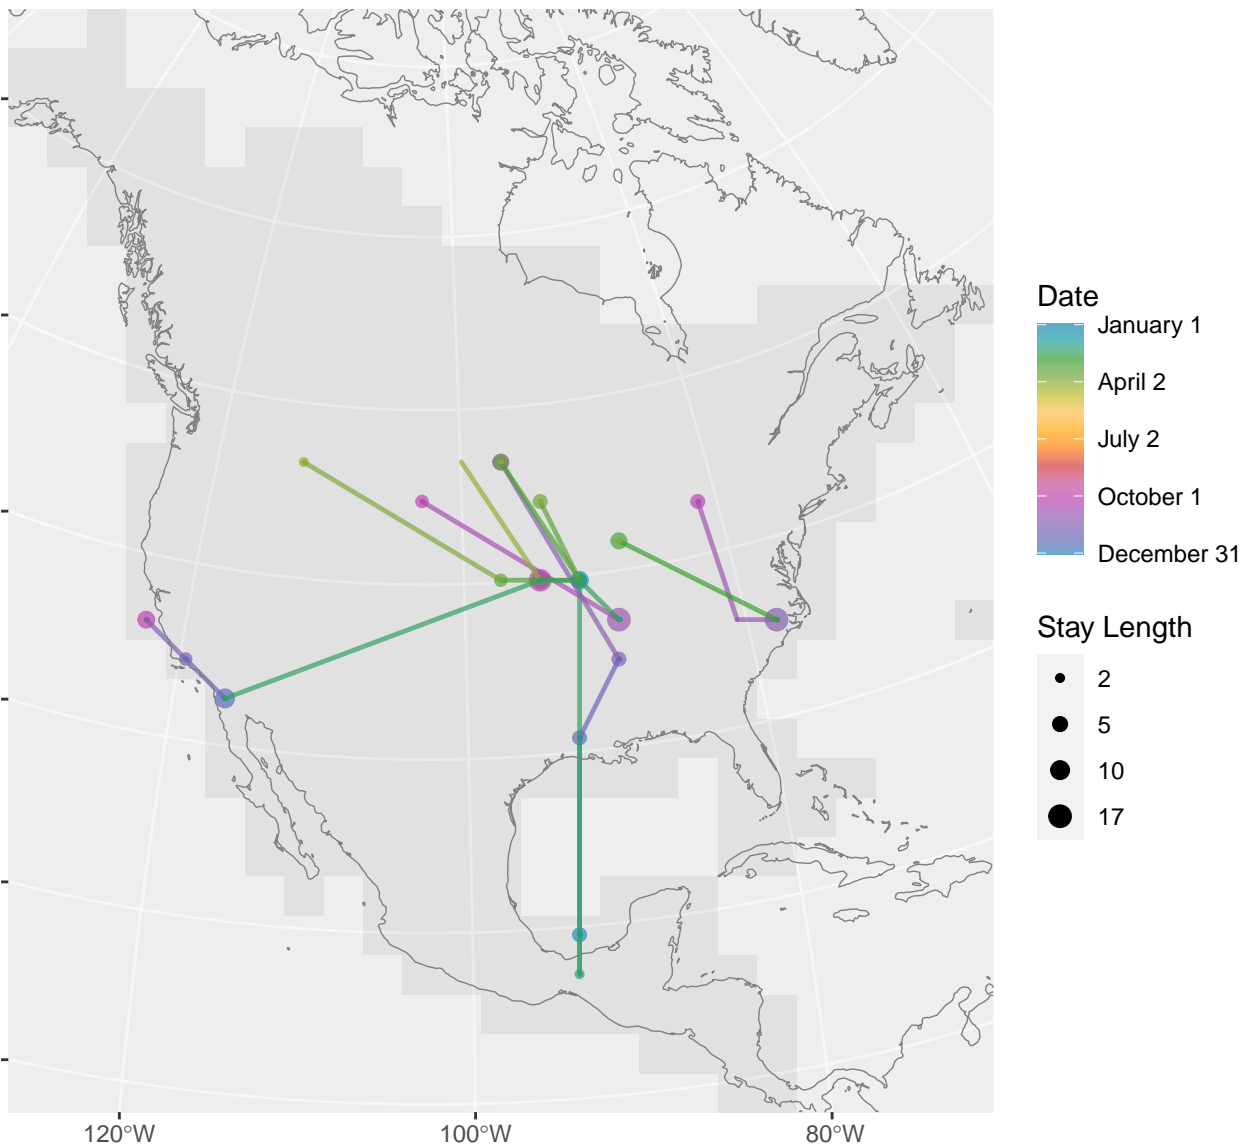 Date
January 1
April 2
July 2
October 1
December 31
Stay Length
2
5
10
17
120°W
100°W
80°W